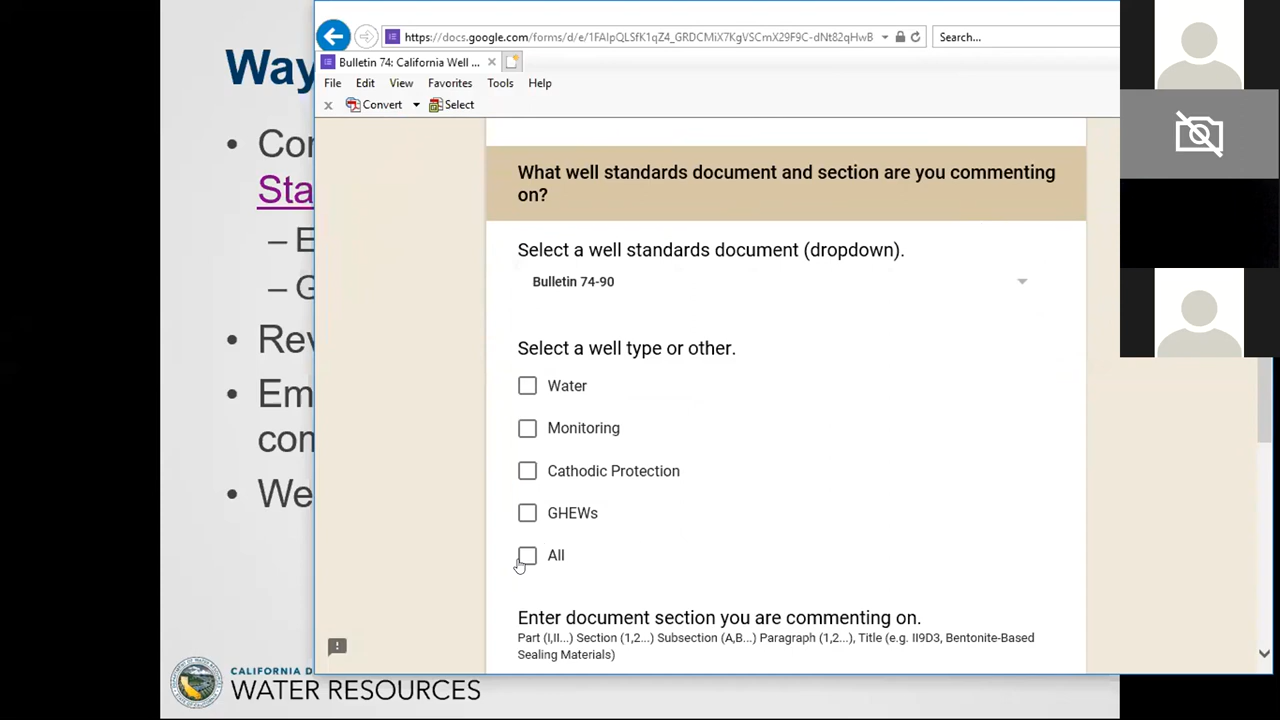 https://docs.google.com/forms/d/e/1FAIpQLSfK1qZ4_GRDCMiX7KgVSCmX29F9C-dNt82qHwB
Search...
Bulletin 74: California Well ...
File Edit View Favorites Tools Help
x Convert Select
Way
• Con
Sta
– E
– G
• Rev
• Em
com
• We
What well standards document and section are you commenting
on?
Select a well standards document (dropdown).
Bulletin 74-90
Select a well type or other.
Water
Monitoring
Cathodic Protection
GHEWs
All
Enter document section you are commenting on.
Part (I,II...) Section (1,2...) Subsection (A,B...) Paragraph (1,2...), Title (e.g. II9D3, Bentonite-Based
Sealing Materials)
CALIFORNIA D
WATER RESOURCES